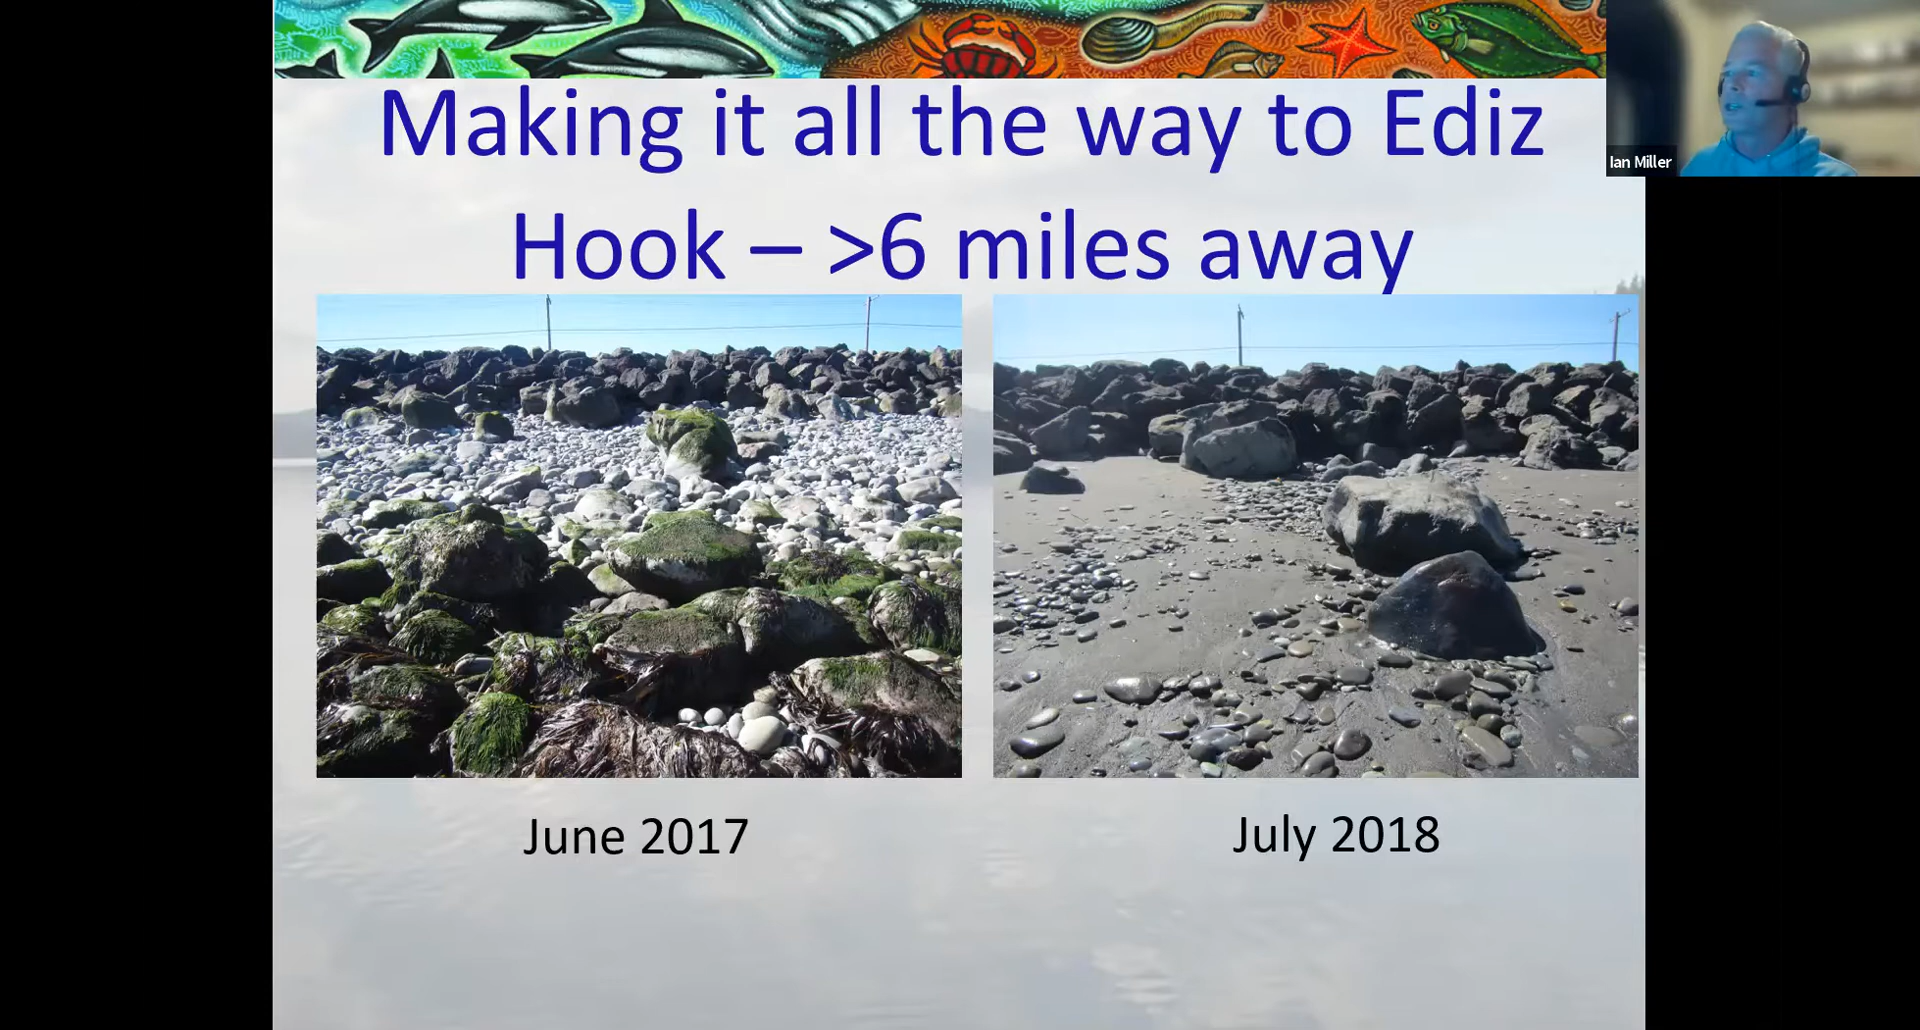 Making it all the way to Ediz
Hook – >6 miles away
Ian Miller
June 2017
July 2018